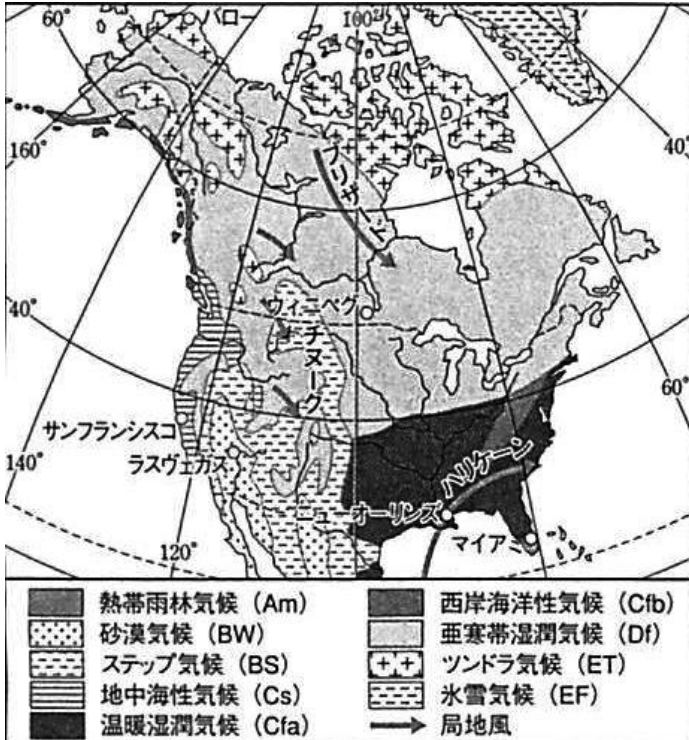 60°
バロー
100°
160°
40°
ブリザード
40°
ウィニペグ
チヌーク
60°
サンフランシスコ
ラスヴェガス
140°
ハリケーン
ニューオーリンズ
マイアミ
120°
熱帯雨林気候（Am）
砂漠気候（BW）
ステップ気候（BS）
地中海性気候（Cs）
温暖湿潤気候（Cfa）
西岸海洋性気候（Cfb）
亜寒帯湿潤気候（Df）
ツンドラ気候（ET）
氷雪気候（EF）
局地風